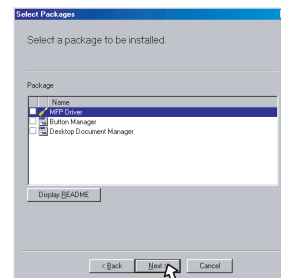 Select Packages
Select a package to be installed.
Package
Name
MFP Driver
Button Manager
Desktop Document Manager
Display README
< Back Next > Cancel